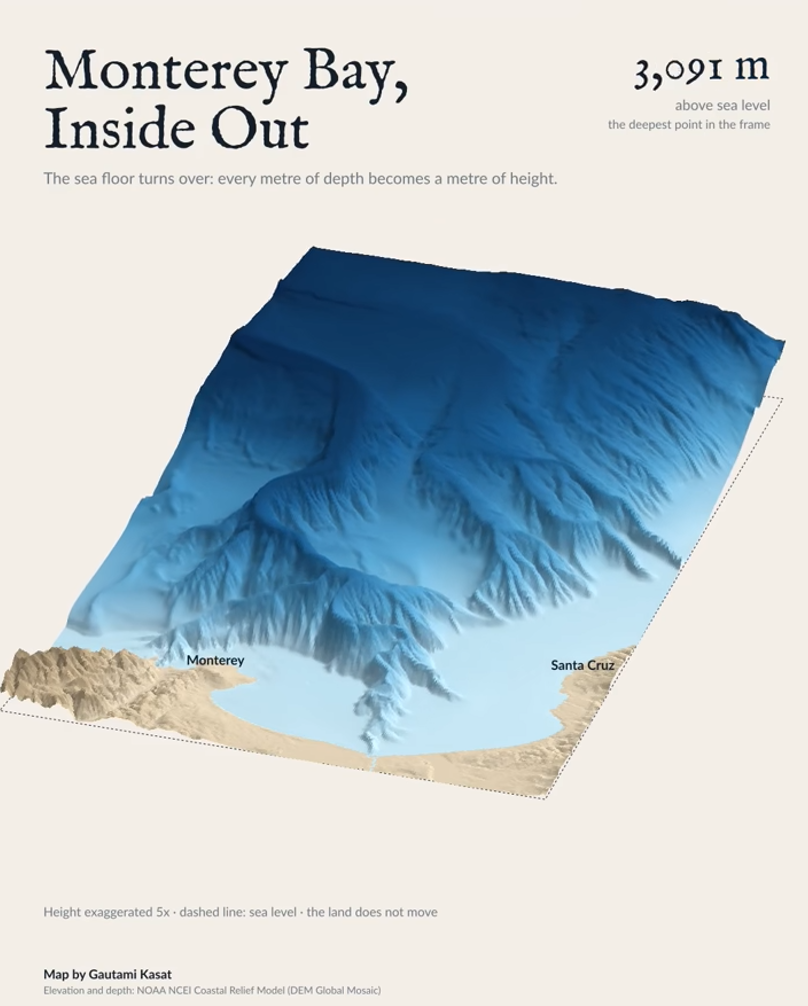 Monterey Bay,
Inside Out
3,091 m
above sea level
the deepest point in the frame
The sea floor turns over: every metre of depth becomes a metre of height.
Monterey
Santa Cruz
Height exaggerated 5x · dashed line: sea level · the land does not move
Map by Gautami Kasat
Elevation and depth: NOAA NCEI Coastal Relief Model (DEM Global Mosaic)